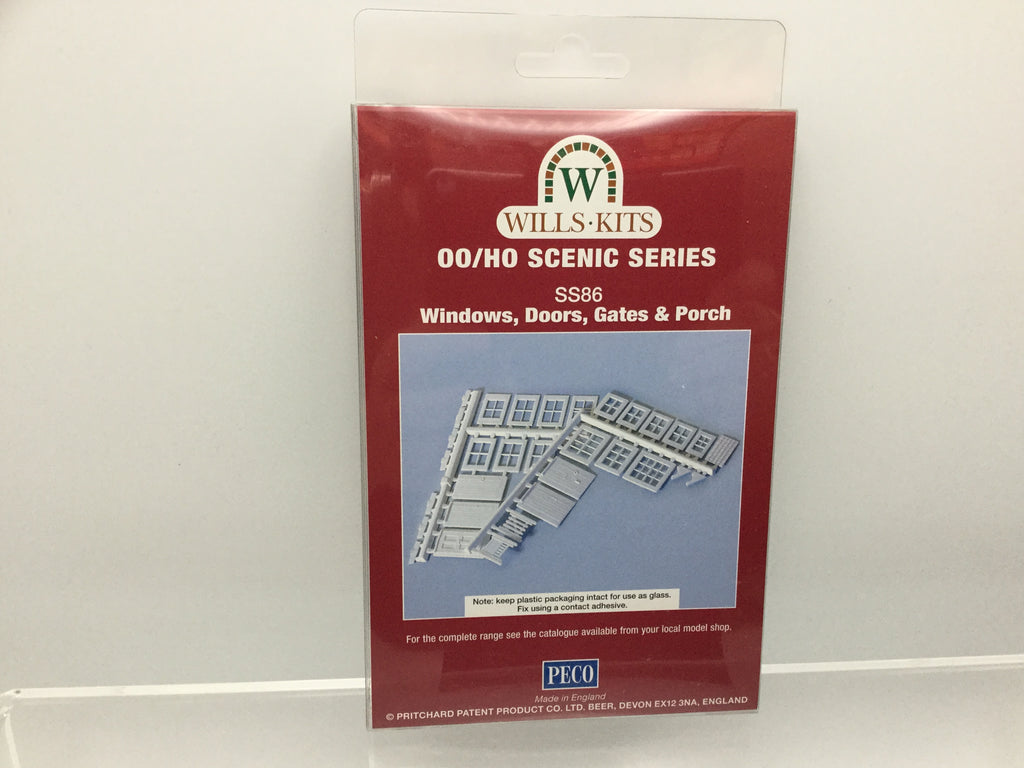 W
WILLS·KITS
OO/HO SCENIC SERIES
SS86
Windows, Doors, Gates & Porch
Note: keep plastic packaging intact for use as glass.
Fix using a contact adhesive.
For the complete range see the catalogue available from your local model shop.
PECO
Made in England
© PRITCHARD PATENT PRODUCT CO. LTD. BEER, DEVON EX12 3NA, ENGLAND